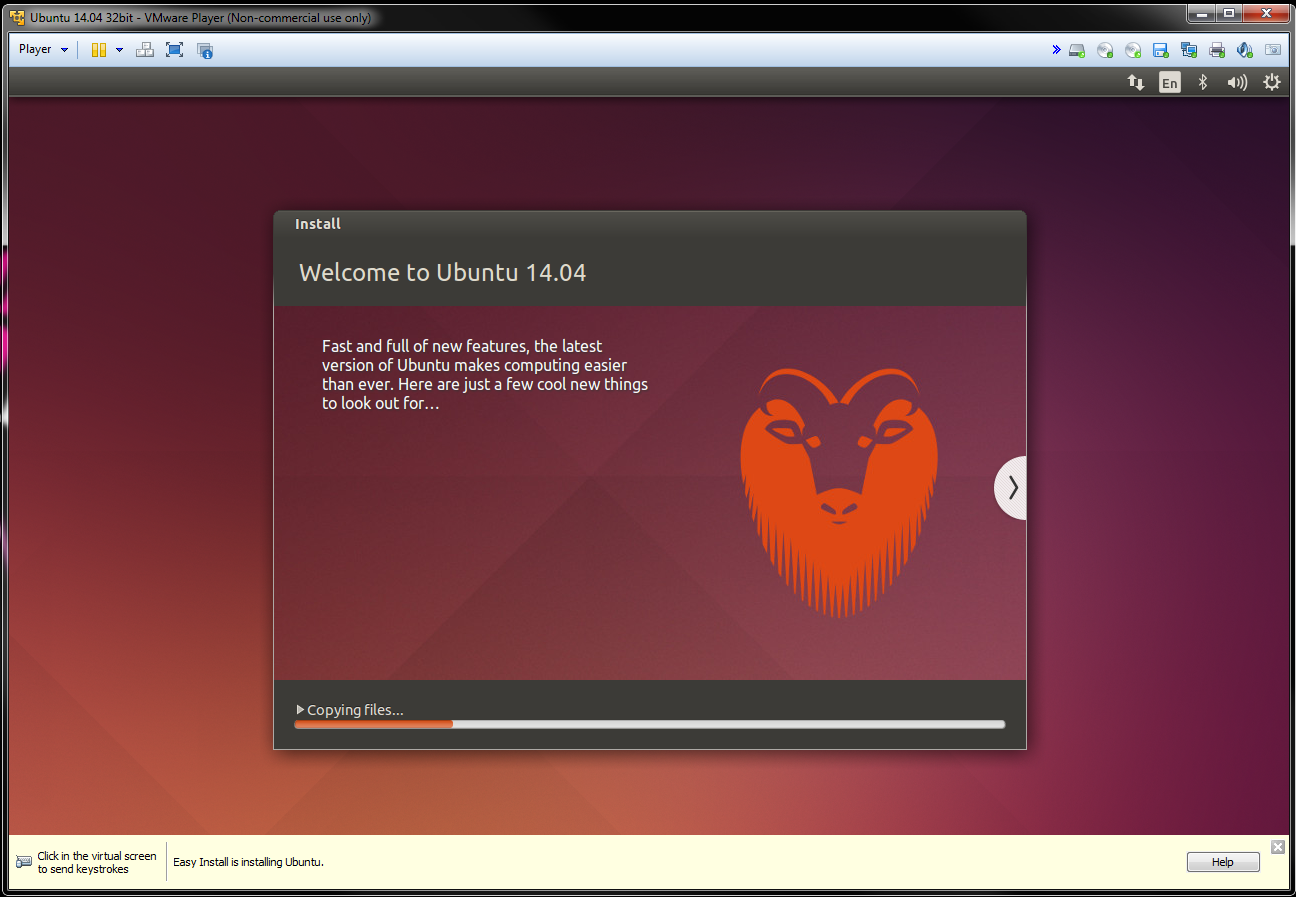 Ubuntu 14.04 32bit - VMware Player (Non-commercial use only)
Player
En
Install
Welcome to Ubuntu 14.04
Fast and full of new features, the latest
version of Ubuntu makes computing easier
than ever. Here are just a few cool new things
to look out for…
Copying files...
Click in the virtual screen
to send keystrokes
Easy Install is installing Ubuntu.
Help